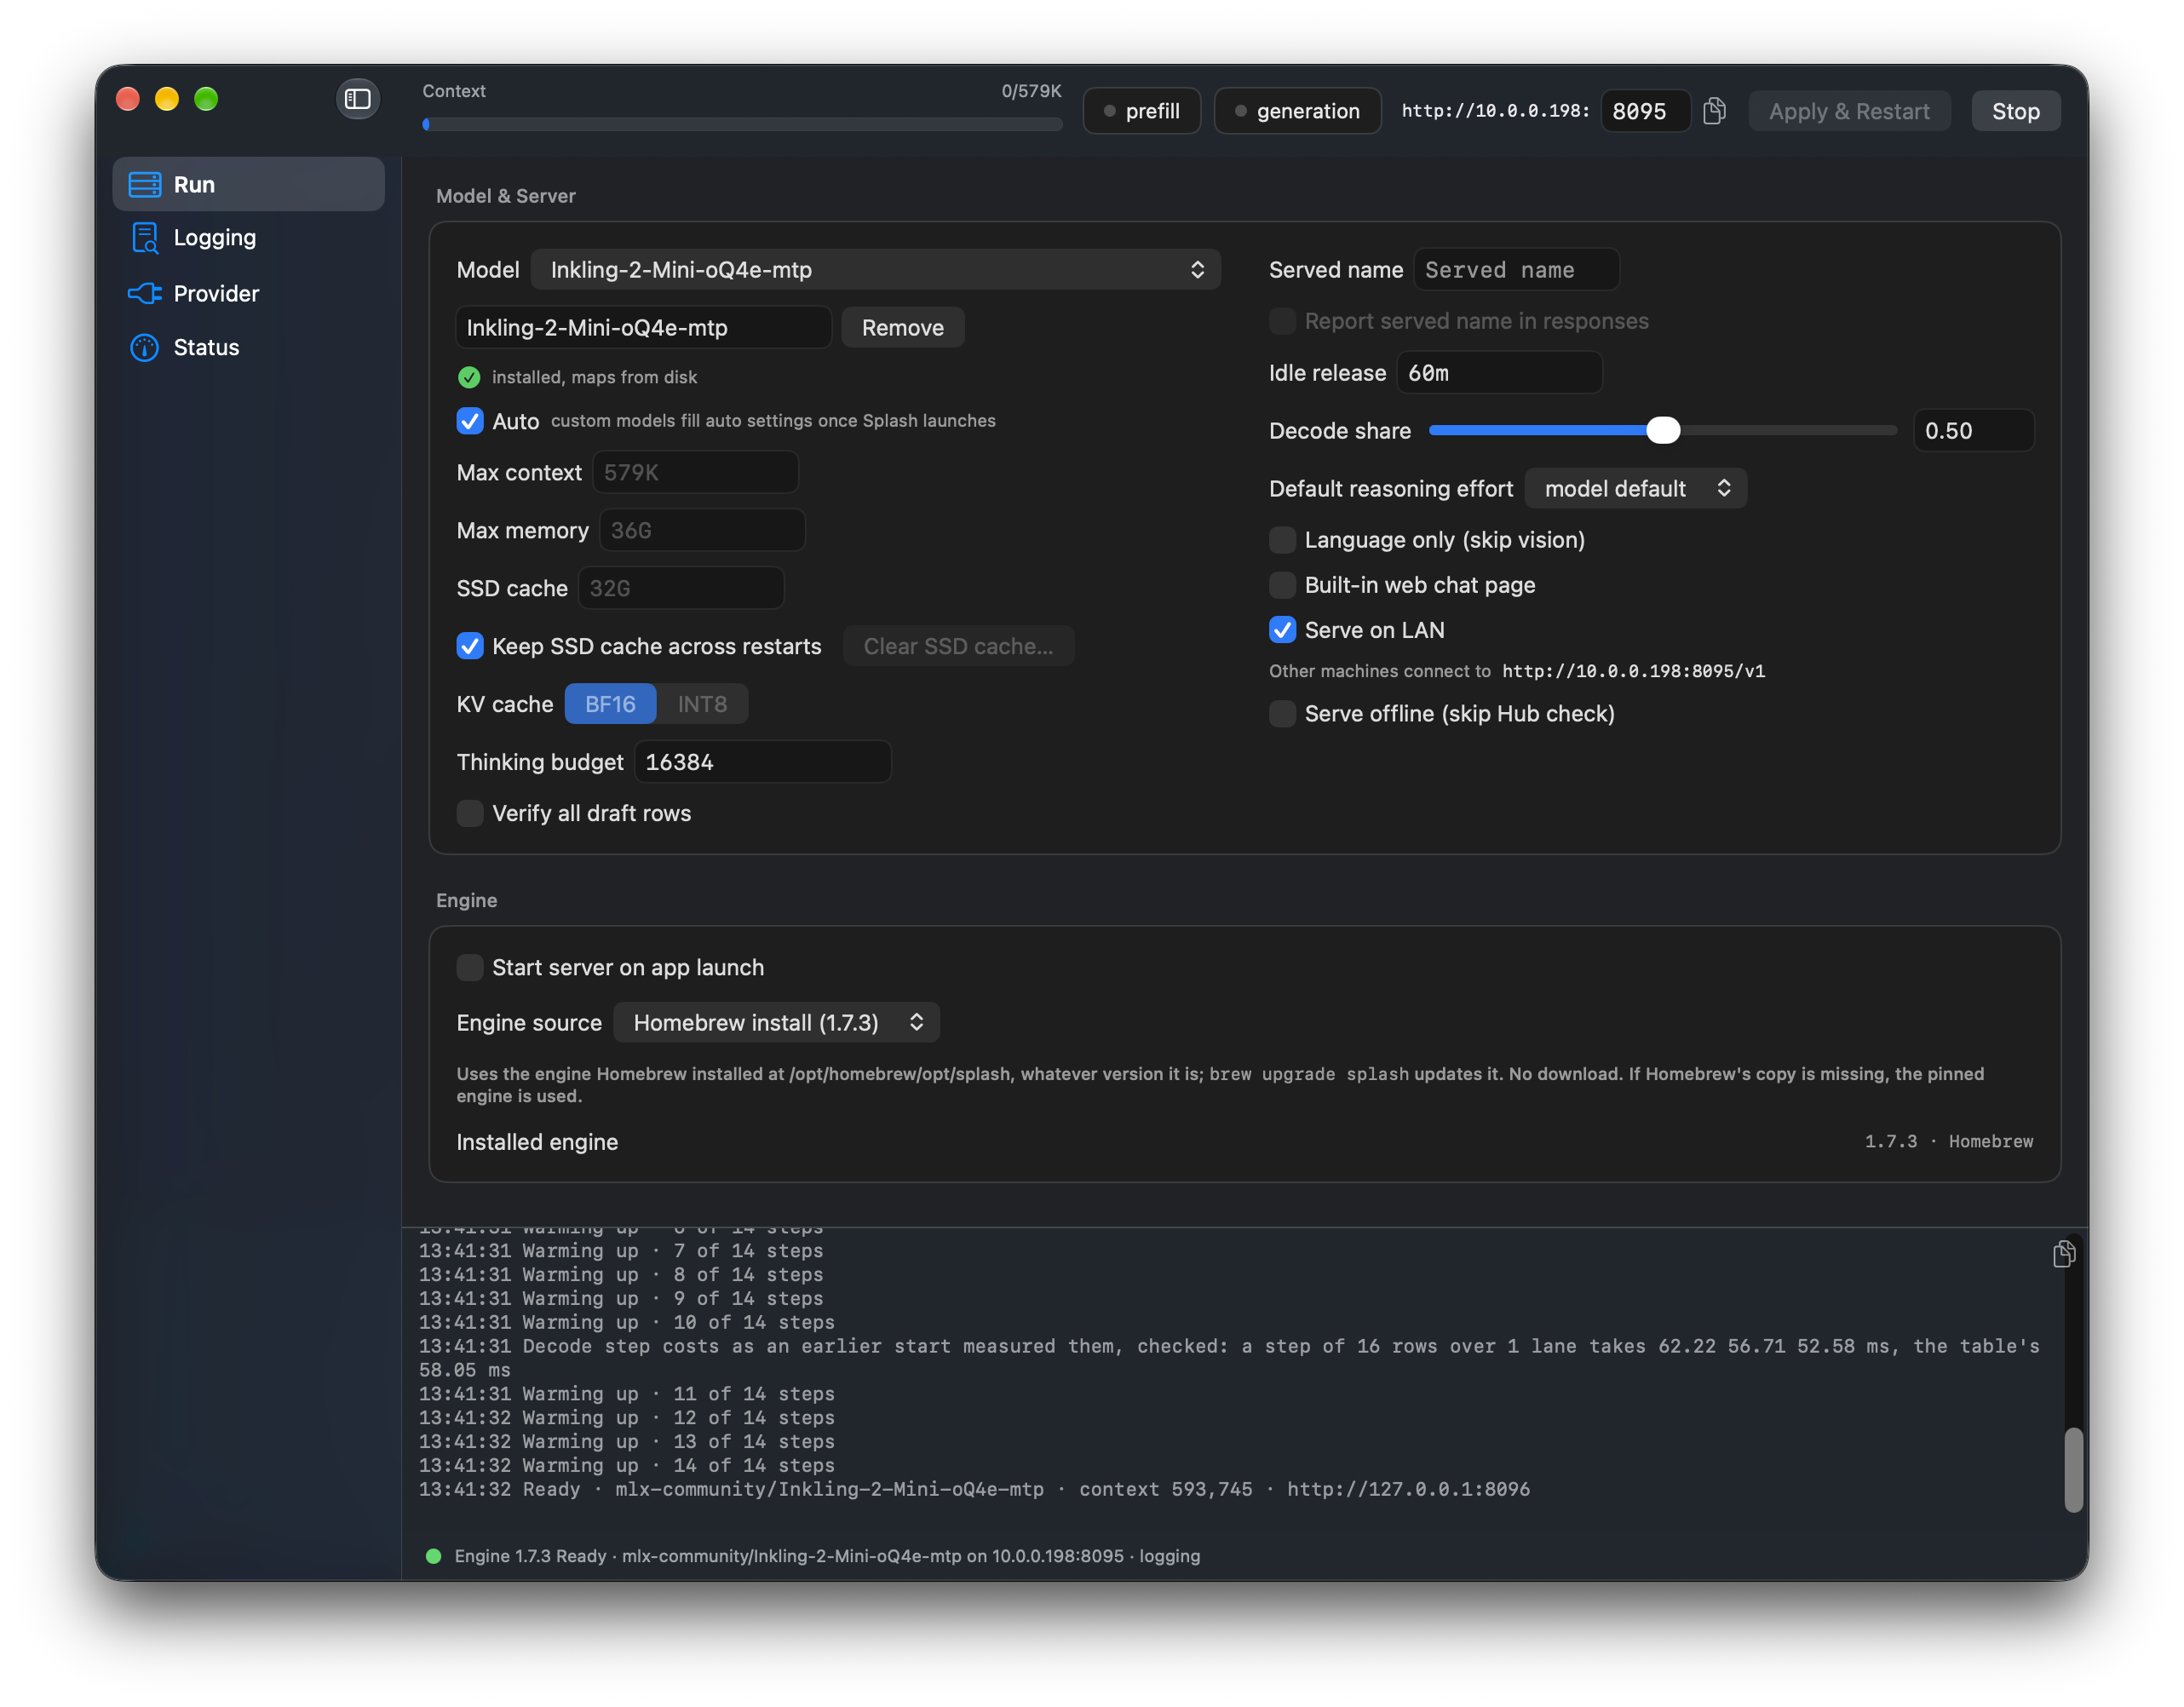 Context
0/579K
prefill
generation
http://10.0.0.198:
8095
Apply & Restart
Stop
Run
Logging
Provider
Status
Model & Server
Model
Inkling-2-Mini-oQ4e-mtp
Inkling-2-Mini-oQ4e-mtp
Remove
installed, maps from disk
Auto custom models fill auto settings once Splash launches
Max context 579K
Max memory 36G
SSD cache 32G
Keep SSD cache across restarts
Clear SSD cache...
KV cache BF16 INT8
Thinking budget 16384
Verify all draft rows
Served name Served name
Report served name in responses
Idle release 60m
Decode share 0.50
Default reasoning effort model default
Language only (skip vision)
Built-in web chat page
Serve on LAN
Other machines connect to http://10.0.0.198:8095/v1
Serve offline (skip Hub check)
Engine
Start server on app launch
Engine source Homebrew install (1.7.3)
Uses the engine Homebrew installed at /opt/homebrew/opt/splash, whatever version it is; brew upgrade splash updates it. No download. If Homebrew's copy is missing, the pinned
engine is used.
Installed engine
1.7.3 · Homebrew
13:41:31 Warming up · 6 of 14 steps
13:41:31 Warming up · 7 of 14 steps
13:41:31 Warming up · 8 of 14 steps
13:41:31 Warming up · 9 of 14 steps
13:41:31 Warming up · 10 of 14 steps
13:41:31 Decode step costs as an earlier start measured them, checked: a step of 16 rows over 1 lane takes 62.22 56.71 52.58 ms, the table's
58.05 ms
13:41:31 Warming up · 11 of 14 steps
13:41:32 Warming up · 12 of 14 steps
13:41:32 Warming up · 13 of 14 steps
13:41:32 Warming up · 14 of 14 steps
13:41:32 Ready · mlx-community/Inkling-2-Mini-oQ4e-mtp · context 593,745 · http://127.0.0.1:8096
Engine 1.7.3 Ready · mlx-community/Inkling-2-Mini-oQ4e-mtp on 10.0.0.198:8095 · logging